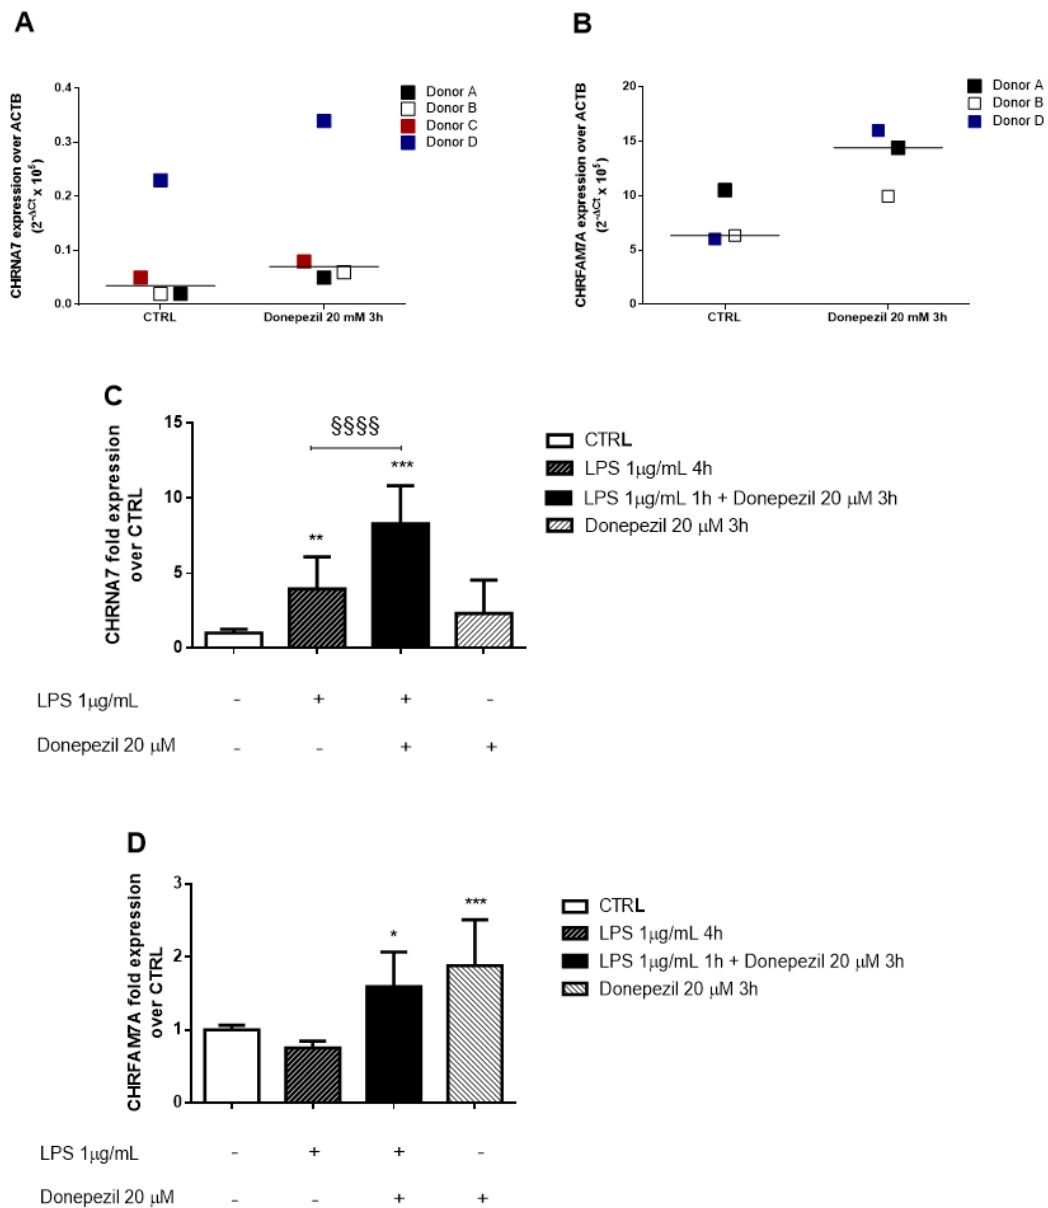 A
CHRNA7 expression over ACTB
(2^-ΔCt x 10^5)
0.4
0.3
0.2
0.1
0.0
CTRL
Donepezil 20 mM 3h
Donor A
Donor B
Donor C
Donor D
B
CHRFAM7A expression over ACTB
(2^-ΔCt x 10^5)
20
15
10
5
0
CTRL
Donepezil 20 mM 3h
Donor A
Donor B
Donor D
C
CHRNA7 fold expression
over CTRL
15
10
5
0
**
***
§§§§
CTRL
LPS 1µg/mL 4h
LPS 1µg/mL 1h + Donepezil 20 µM 3h
Donepezil 20 µM 3h
LPS 1µg/mL - + + -
Donepezil 20 µM - - + +
D
CHRFAM7A fold expression
over CTRL
3
2
1
0
*
***
CTRL
LPS 1µg/mL 4h
LPS 1µg/mL 1h + Donepezil 20 µM 3h
Donepezil 20 µM 3h
LPS 1µg/mL - + + -
Donepezil 20 µM - - + +